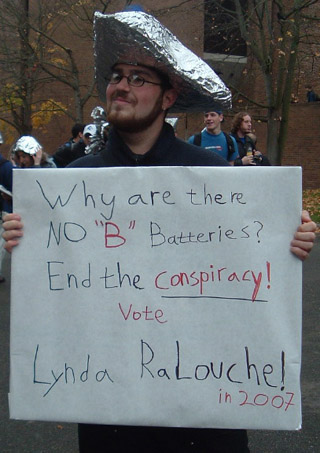 Why are there
NO "B" Batteries?
End the conspiracy!
Vote
Lynda RaLouche!
in 2007